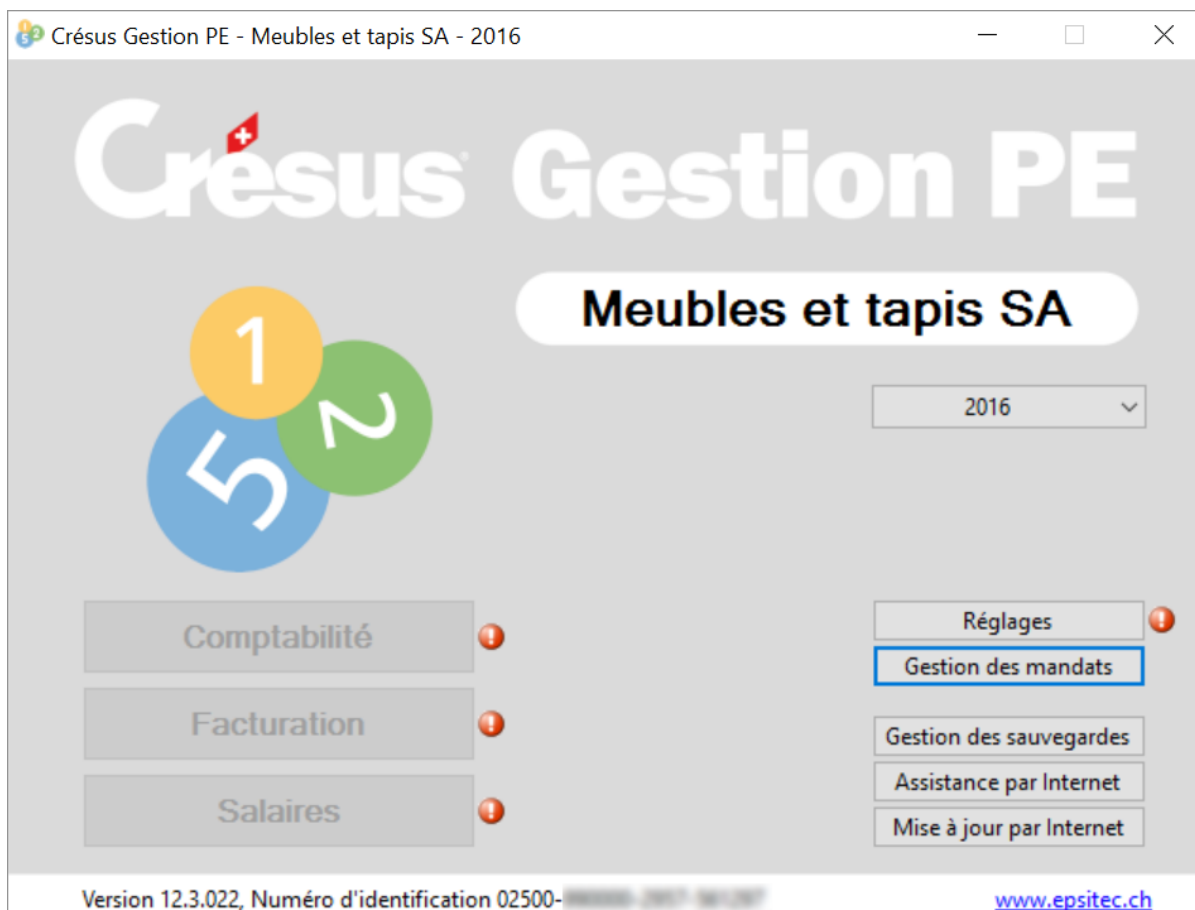 Crésus Gestion PE - Meubles et tapis SA - 2016
Crésus® Gestion PE
Meubles et tapis SA
1
2
5
2016
Comptabilité
Réglages
Gestion des mandats
Facturation
Gestion des sauvegardes
Assistance par Internet
Salaires
Mise à jour par Internet
Version 12.3.022, Numéro d'identification 02500-
www.epsitec.ch